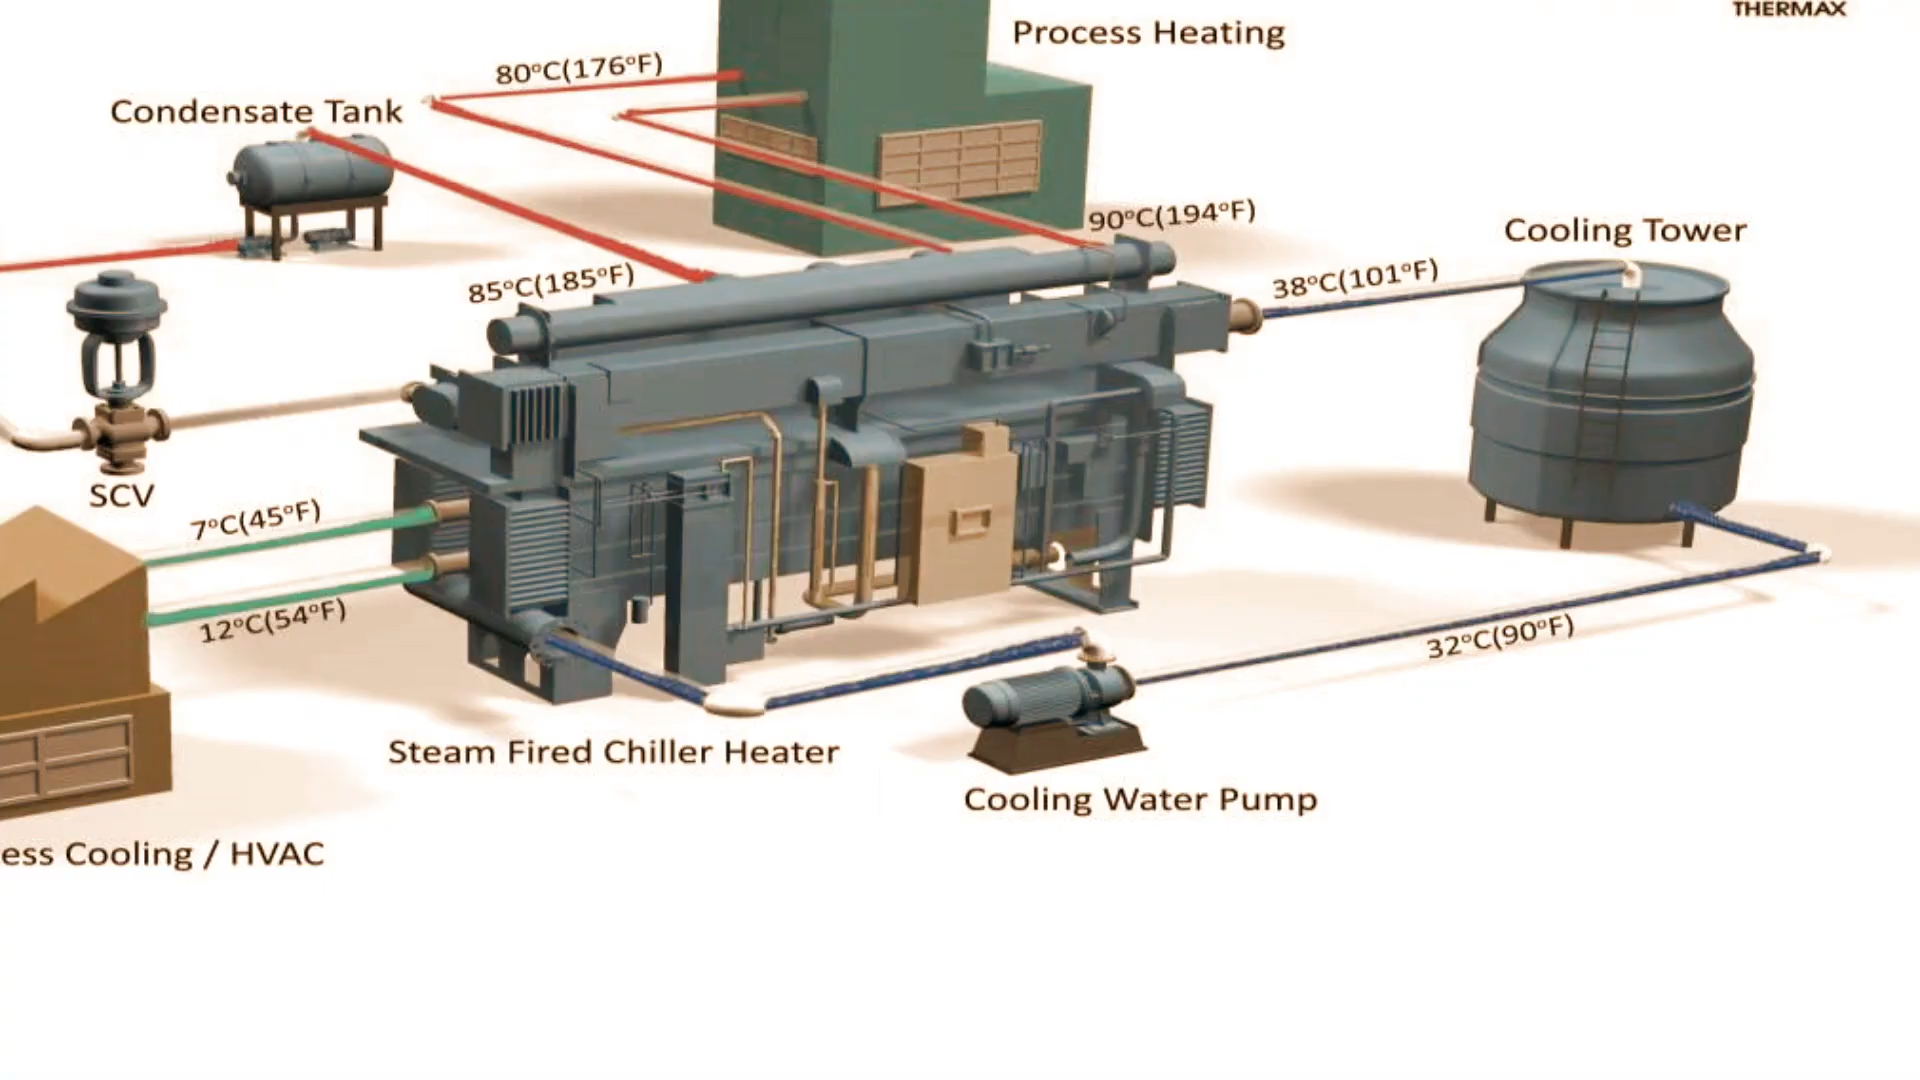 THERMAX
Process Heating
80°C(176°F)
Condensate Tank
90°C(194°F)
Cooling Tower
85°C(185°F)
38°C(101°F)
SCV
7°C(45°F)
12°C(54°F)
32°C(90°F)
Steam Fired Chiller Heater
Cooling Water Pump
ess Cooling / HVAC